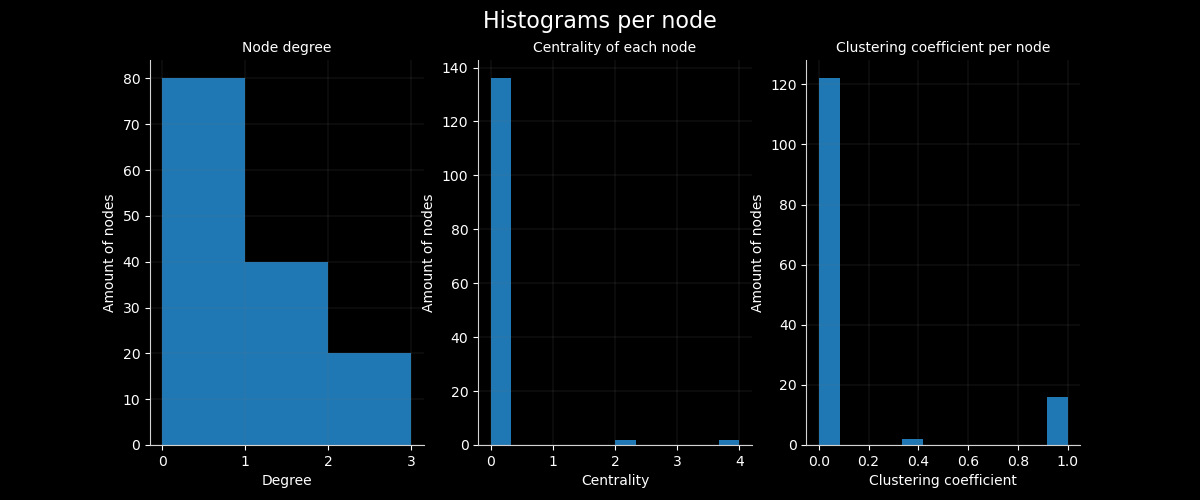 Histograms per node
Node degree
Amount of nodes
80
70
60
50
40
30
20
10
0
0 1 2 3
Degree
Centrality of each node
Amount of nodes
140
120
100
80
60
40
20
0
0 1 2 3 4
Centrality
Clustering coefficient per node
Amount of nodes
120
100
80
60
40
20
0
0.0 0.2 0.4 0.6 0.8 1.0
Clustering coefficient